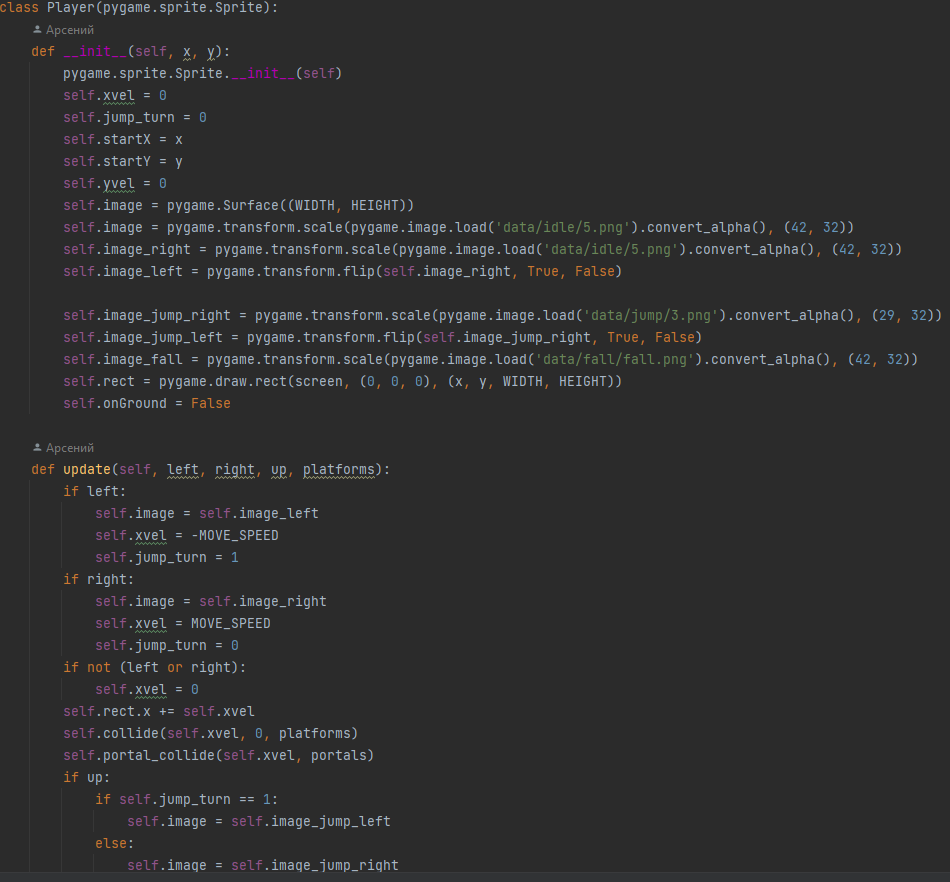 class Player(pygame.sprite.Sprite):
Арсений
def __init__(self, x, y):
pygame.sprite.Sprite.__init__(self)
self.xvel = 0
self.jump_turn = 0
self.startX = x
self.startY = y
self.yvel = 0
self.image = pygame.Surface((WIDTH, HEIGHT))
self.image = pygame.transform.scale(pygame.image.load('data/idle/5.png').convert_alpha(), (42, 32))
self.image_right = pygame.transform.scale(pygame.image.load('data/idle/5.png').convert_alpha(), (42, 32))
self.image_left = pygame.transform.flip(self.image_right, True, False)
self.image_jump_right = pygame.transform.scale(pygame.image.load('data/jump/3.png').convert_alpha(), (29, 32))
self.image_jump_left = pygame.transform.flip(self.image_jump_right, True, False)
self.image_fall = pygame.transform.scale(pygame.image.load('data/fall/fall.png').convert_alpha(), (42, 32))
self.rect = pygame.draw.rect(screen, (0, 0, 0), (x, y, WIDTH, HEIGHT))
self.onGround = False
Арсений
def update(self, left, right, up, platforms):
if left:
self.image = self.image_left
self.xvel = -MOVE_SPEED
self.jump_turn = 1
if right:
self.image = self.image_right
self.xvel = MOVE_SPEED
self.jump_turn = 0
if not (left or right):
self.xvel = 0
self.rect.x += self.xvel
self.collide(self.xvel, 0, platforms)
self.portal_collide(self.xvel, portals)
if up:
if self.jump_turn == 1:
self.image = self.image_jump_left
else:
self.image = self.image_jump_right